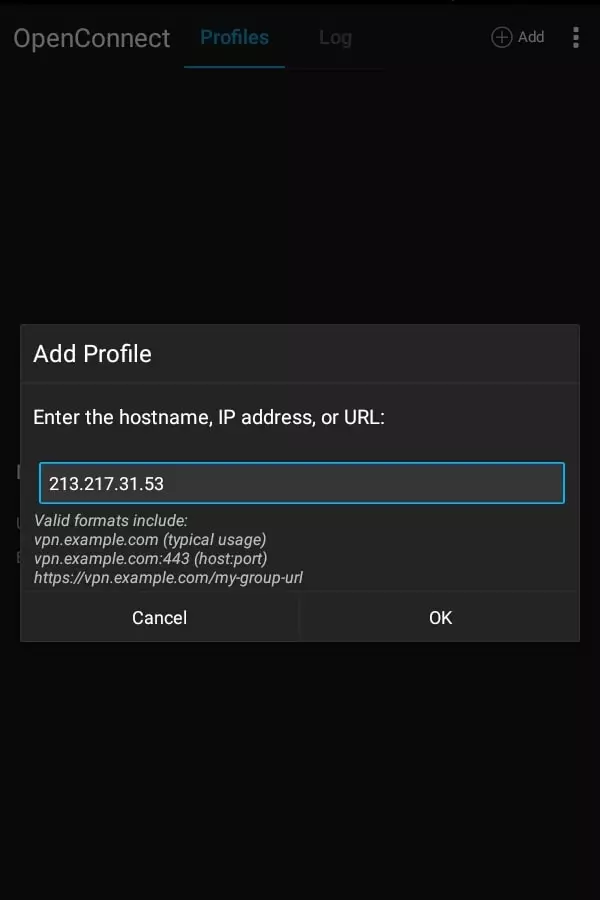 OpenConnect Profiles Log Add
Add Profile
Enter the hostname, IP address, or URL:
213.217.31.53
Valid formats include:
vpn.example.com (typical usage)
vpn.example.com:443 (host:port)
https://vpn.example.com/my-group-url
Cancel OK